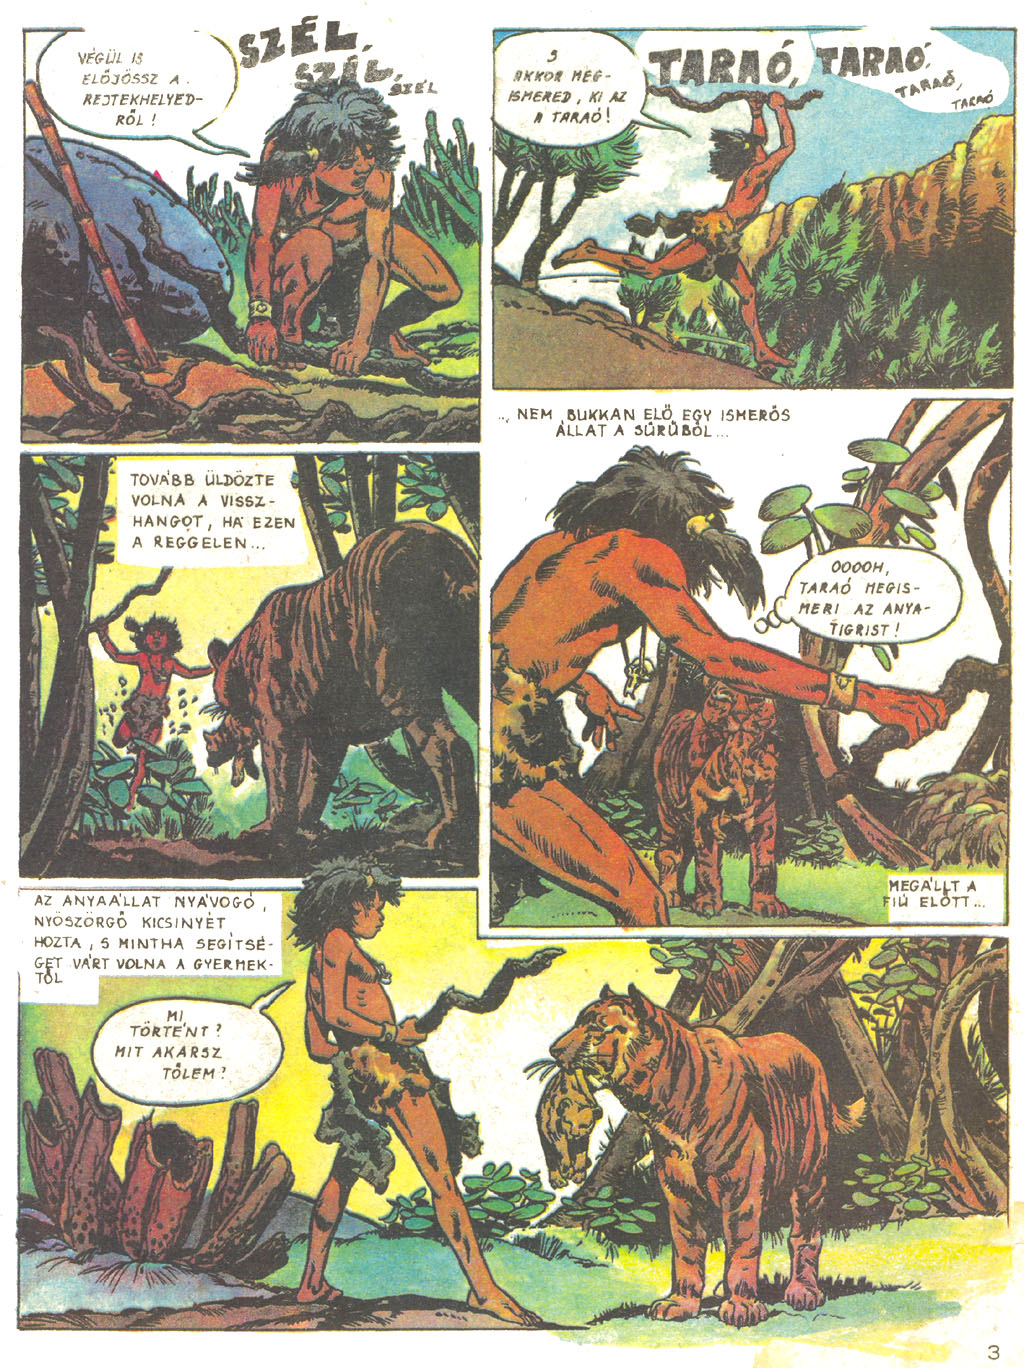 VÉGÜL IS
ELŐJÖSSZ A
REJTEKHELYED-
RŐL!
SZÉL,
SZÉL,
SZÉL
S
AKKOR MEG-
ISMERED, KI AZ
A TARAÓ!
TARAÓ,
TARAÓ,
TARAÓ,
TARAÓ
TOVÁBB ÜLDÖZTE
VOLNA A VISSZ-
HANGOT, HA EZEN
A REGGELEN...
... NEM BUKKAN ELŐ EGY ISMERŐS
ÁLLAT A SŰRŰBŐL...
OOOOH,
TARAÓ MEGIS-
MERI AZ ANYA-
TIGRIST!
MEGÁLLT A
FIÚ ELŐTT...
AZ ANYAÁLLAT NYÁVOGÓ,
NYÖSZÖRGŐ KICSINYÉT
HOZTA, S MINTHA SEGÍTSÉ-
GET VÁRT VOLNA A GYERMEK-
TŐL
MI
TÖRTÉNT?
MIT AKARSZ
TŐLEM?
3